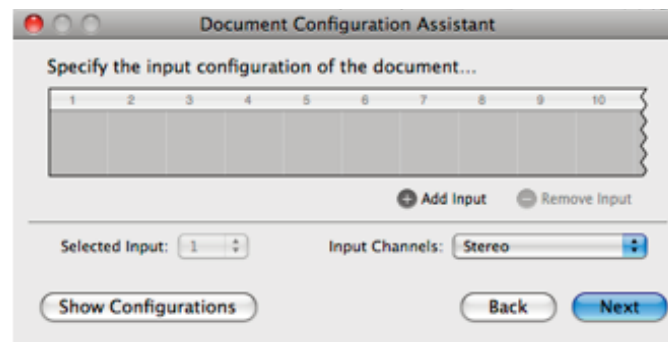 Document Configuration Assistant
Specify the input configuration of the document...
1 2 3 4 5 6 7 8 9 10
Add Input Remove Input
Selected Input: 1 Input Channels: Stereo
Show Configurations Back Next